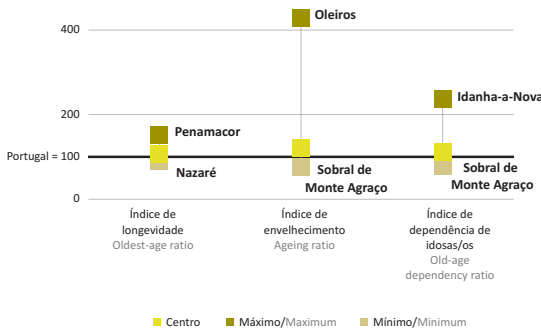 400
Oleiros
200
Idanha-a-Nova
Penamacor
Portugal = 100
Nazaré
Sobral de
Monte Agraço
Sobral de
Monte Agraço
0
Índice de
longevidade
Oldest-age ratio
Índice de
envelhecimento
Ageing ratio
Índice de
dependência de
idosas/os
Old-age
dependency ratio
Centro Máximo/Maximum Mínimo/Minimum